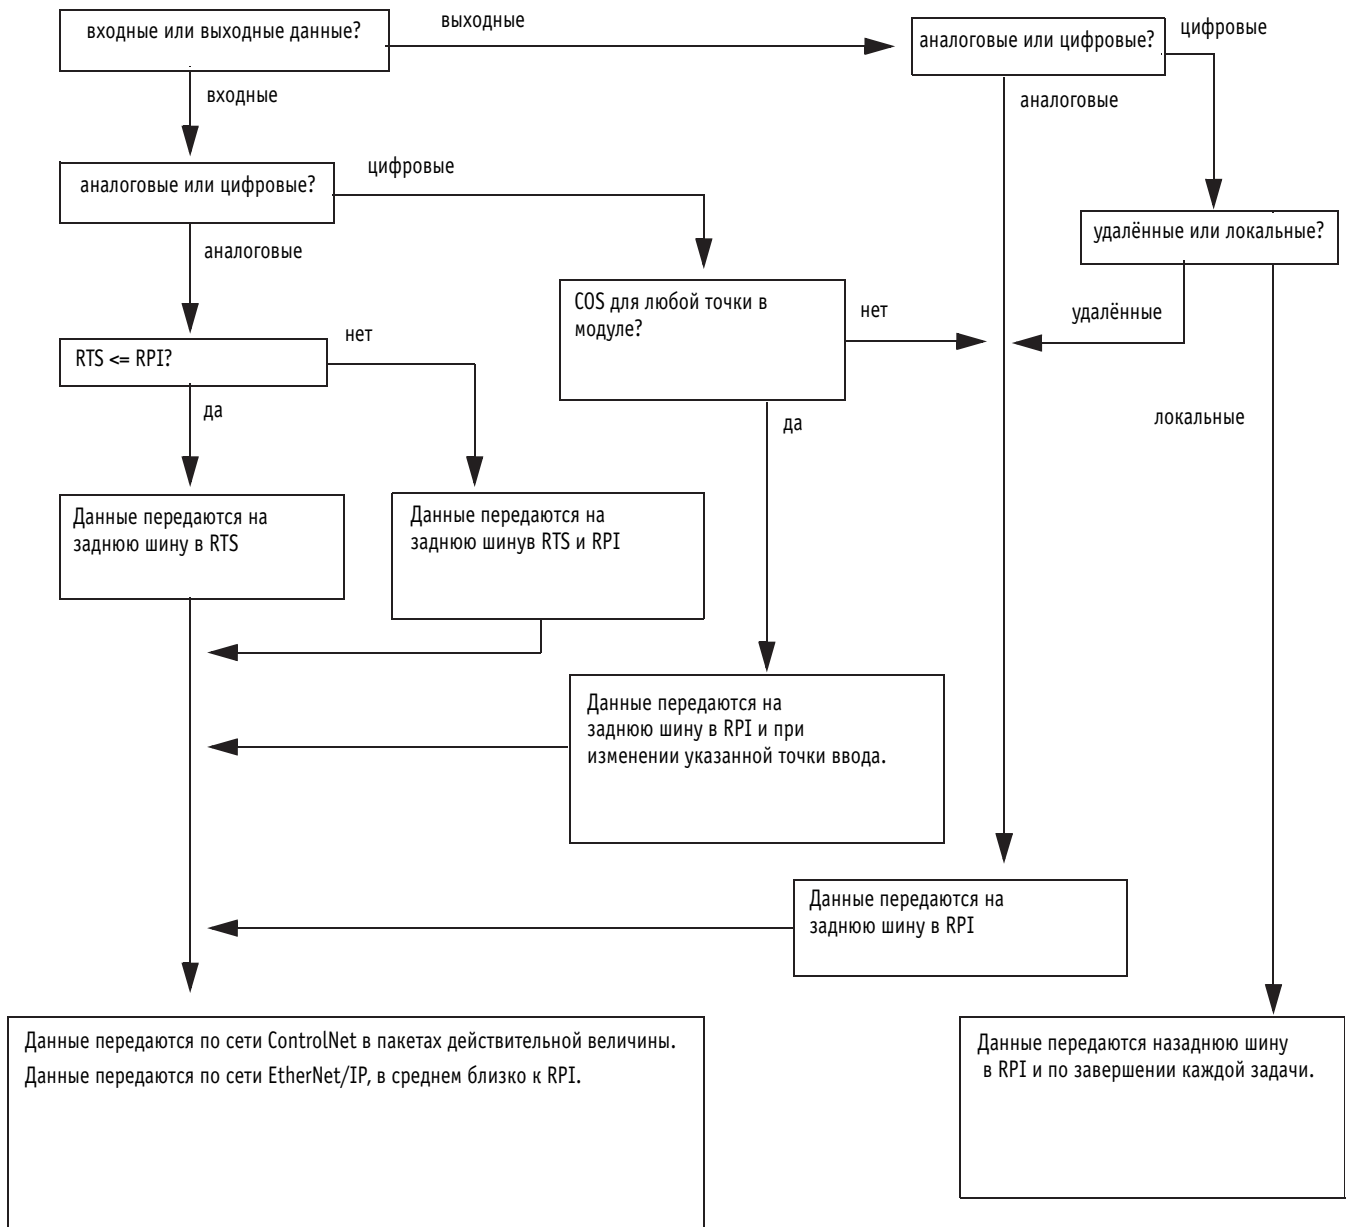 входные или выходные данные?
выходные
аналоговые или цифровые?
цифровые
входные
аналоговые
аналоговые или цифровые?
цифровые
удалённые или локальные?
аналоговые
COS для любой точки в
модуле?
нет
удалённые
RTS <= RPI?
нет
да
да
локальные
Данные передаются на
заднюю шину в RTS
Данные передаются на
заднюю шинув RTS и RPI
Данные передаются на
заднюю шину в RPI и при
изменении указанной точки ввода.
Данные передаются на
заднюю шину в RPI
Данные передаются по сети ControlNet в пакетах действительной величины.
Данные передаются по сети EtherNet/IP, в среднем близко к RPI.
Данные передаются назаднюю шину
в RPI и по завершении каждой задачи.